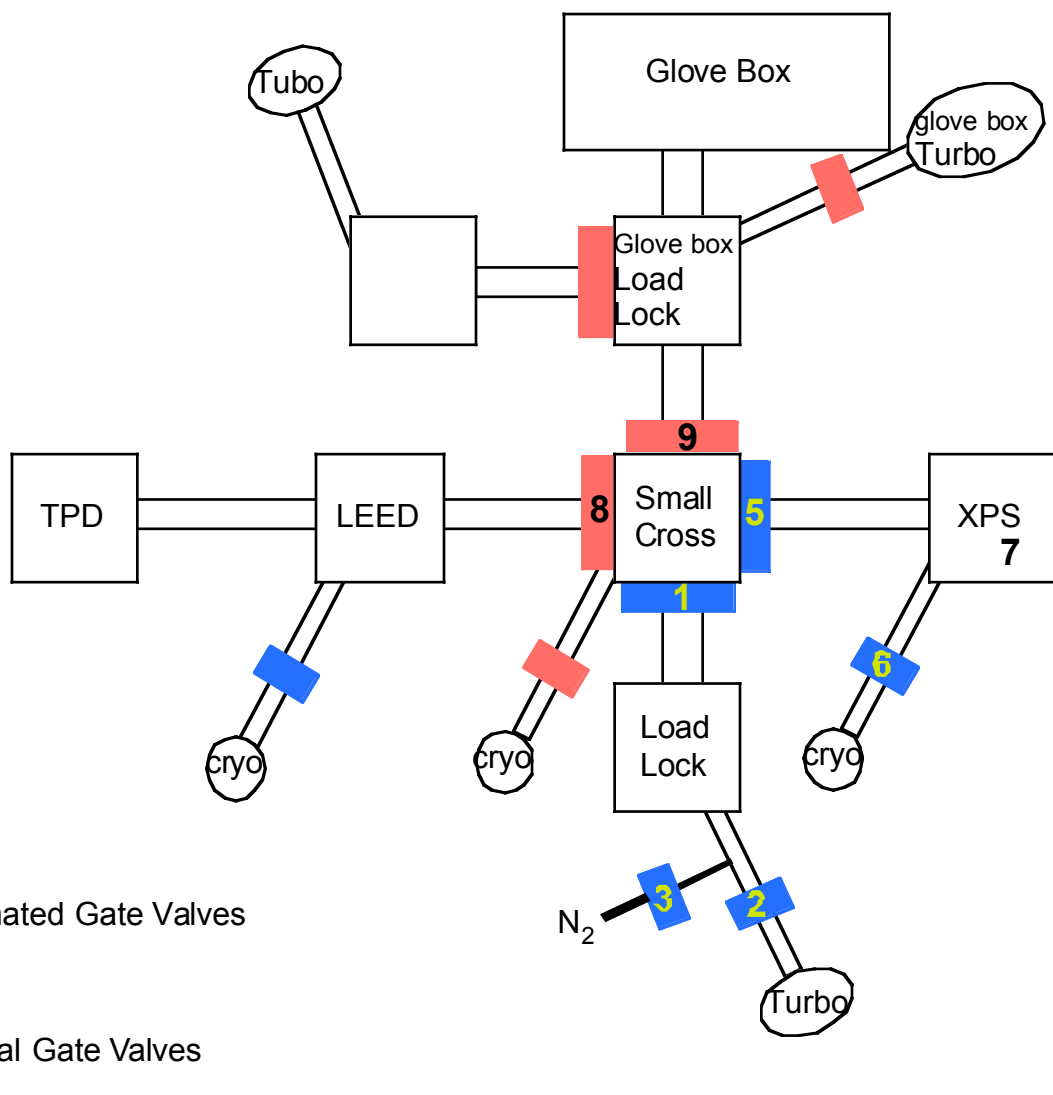 Glove Box
Tubo
glove box
Turbo
Glove box
Load
Lock
9
TPD
LEED
8
Small
Cross
5
XPS
7
1
6
cryo
cryo
cryo
Load
Lock
3
2
N2
nated Gate Valves
Turbo
al Gate Valves